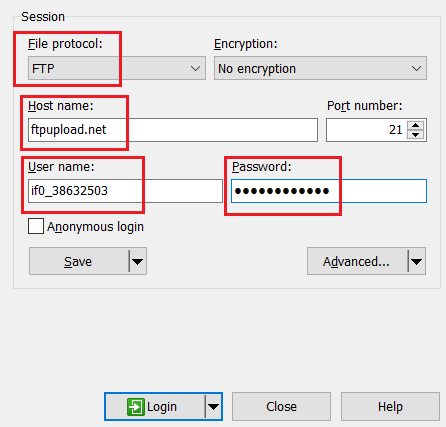 Session
File protocol: Encryption:
FTP No encryption
Host name: Port number:
ftpupload.net 21
User name: Password:
if0_38632503 ●●●●●●●●●●●●
Anonymous login
Save Advanced...
Login Close Help